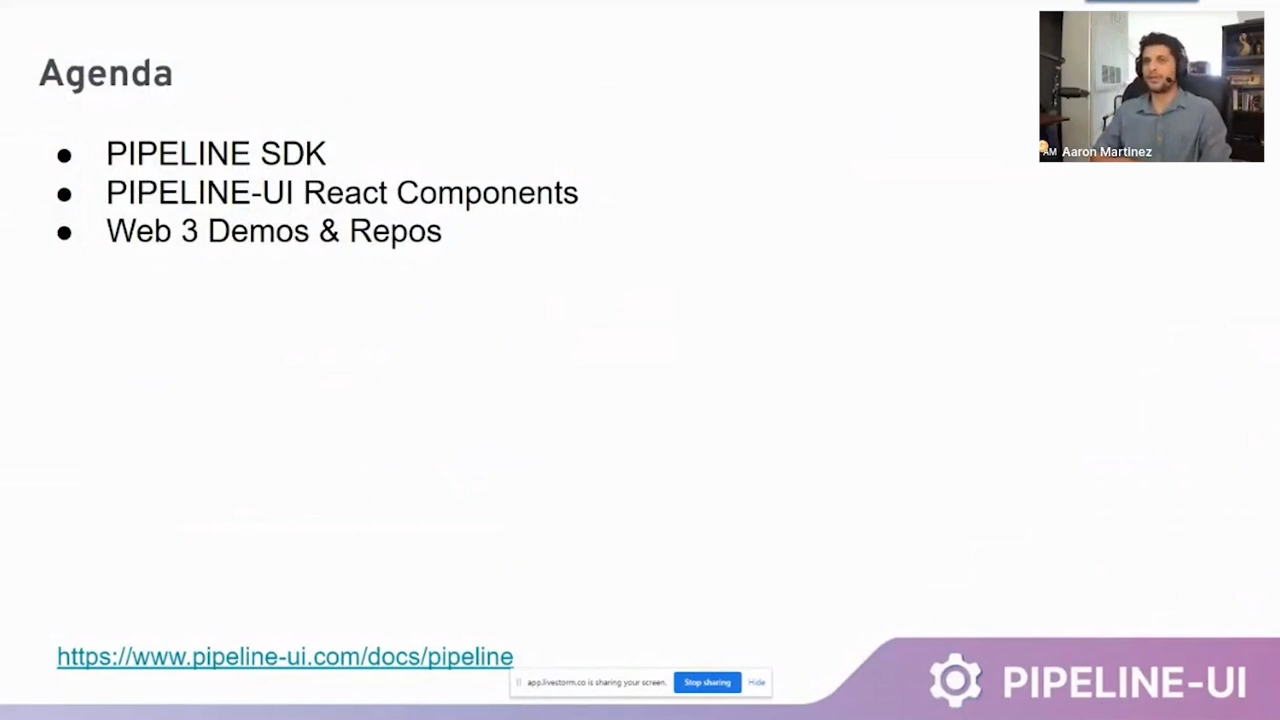 Agenda
● PIPELINE SDK
● PIPELINE-UI React Components
● Web 3 Demos & Repos
AM Aaron Martinez
https://www.pipeline-ui.com/docs/pipeline
app.livestorm.co is sharing your screen. Stop sharing Hide
PIPELINE-UI